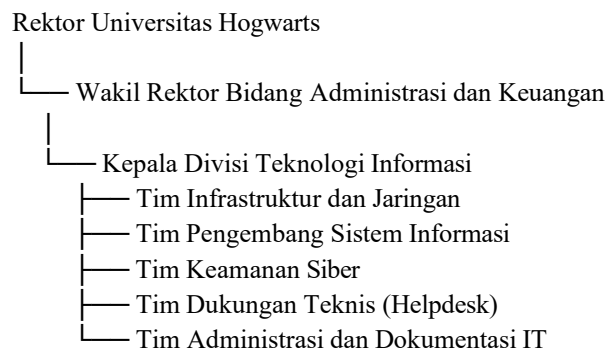 Rektor Universitas Hogwarts
Wakil Rektor Bidang Administrasi dan Keuangan
Kepala Divisi Teknologi Informasi
Tim Infrastruktur dan Jaringan
Tim Pengembang Sistem Informasi
Tim Keamanan Siber
Tim Dukungan Teknis (Helpdesk)
Tim Administrasi dan Dokumentasi IT